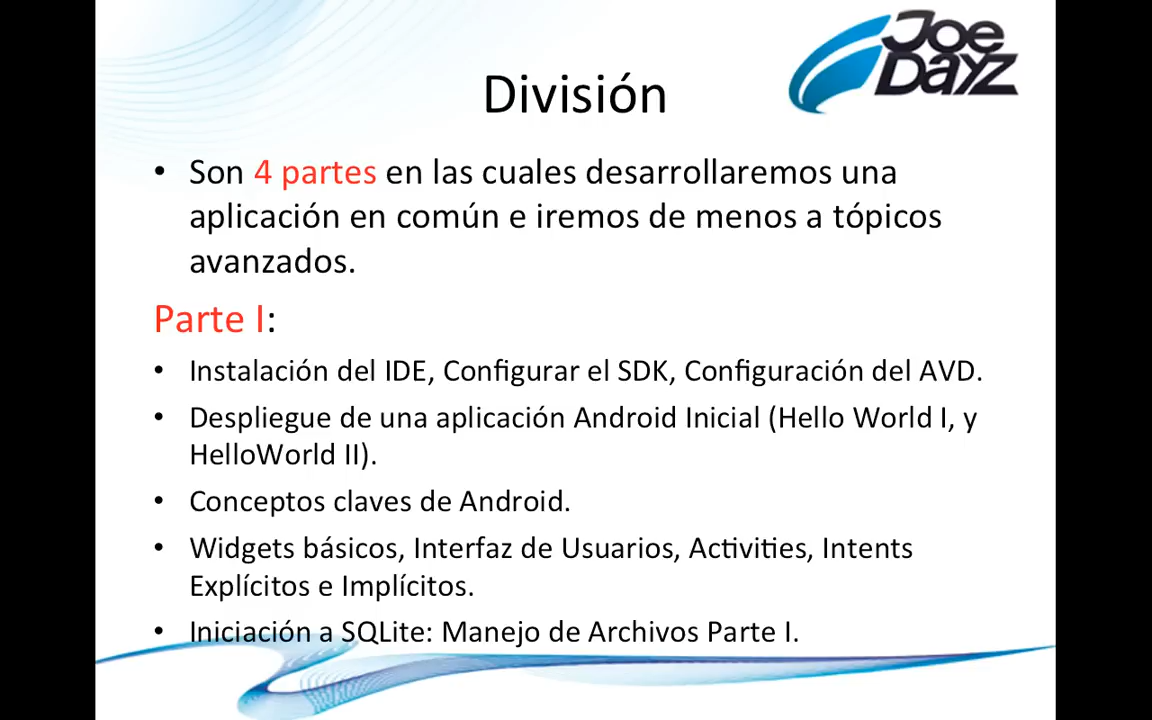 Joe
Dayz
División
• Son 4 partes en las cuales desarrollaremos una
aplicación en común e iremos de menos a tópicos
avanzados.
Parte I:
• Instalación del IDE, Configurar el SDK, Configuración del AVD.
• Despliegue de una aplicación Android Inicial (Hello World I, y
HelloWorld II).
• Conceptos claves de Android.
• Widgets básicos, Interfaz de Usuarios, Activities, Intents
Explícitos e Implícitos.
• Iniciación a SQLite: Manejo de Archivos Parte I.